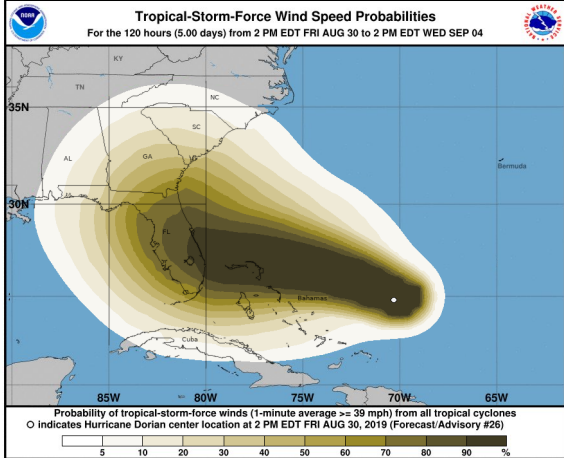 Tropical-Storm-Force Wind Speed Probabilities
For the 120 hours (5.00 days) from 2 PM EDT FRI AUG 30 to 2 PM EDT WED SEP 04
NOAA
NATIONAL WEATHER SERVICE
KY
TN
NC
35N
SC
AL
GA
Bermuda
30N
FL
Bahamas
Cuba
85W 80W 75W 70W 65W
Probability of tropical-storm-force winds (1-minute average >= 39 mph) from all tropical cyclones
O indicates Hurricane Dorian center location at 2 PM EDT FRI AUG 30, 2019 (Forecast/Advisory #26)
5 10 20 30 40 50 60 70 80 90 %